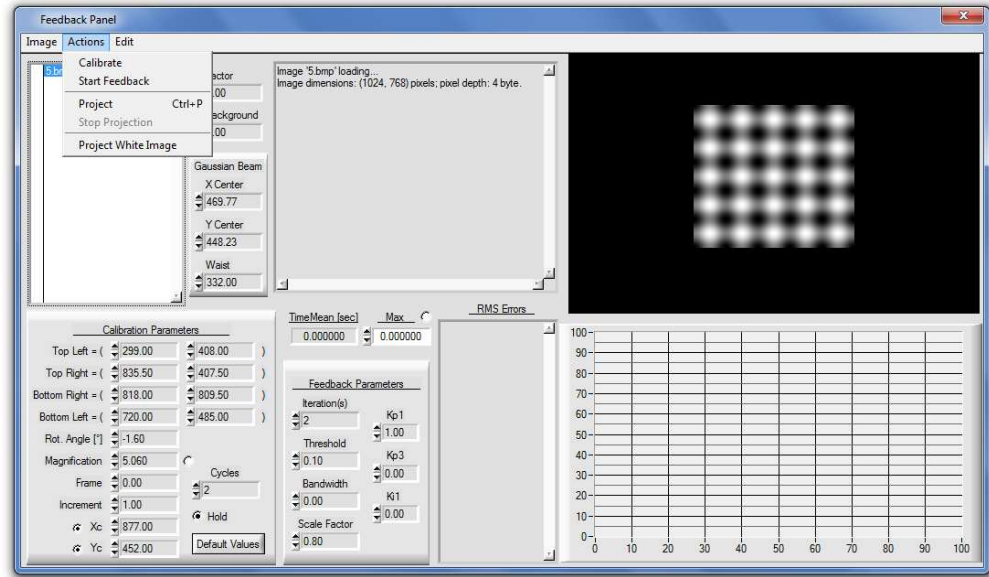 Feedback Panel
Image Actions Edit
Calibrate
Start Feedback
Project Ctrl+P
Stop Projection
Project White Image
Image '5.bmp' loading...
Image dimensions: (1024, 768) pixels; pixel depth: 4 byte.
Gaussian Beam
X Center
469.77
Y Center
448.23
Waist
332.00
Calibration Parameters
Top Left = ( 299.00 408.00 )
Top Right = ( 835.50 407.50 )
Bottom Right = ( 818.00 809.50 )
Bottom Left = ( 720.00 485.00 )
Rot. Angle [°] -1.60
Magnification 5.060
Frame 0.00
Increment 1.00
Xc 877.00
Yc 452.00
Cycles
2
Hold
Default Values
TimeMean [sec] Max
0.000000 0.000000
Feedback Parameters
Iteration(s)
2
Threshold
0.10
Bandwidth
0.00
Scale Factor
0.80
Kp1
1.00
Kp3
0.00
Ki1
0.00
RMS Errors
100
90
80
70
60
50
40
30
20
10
0
0 10 20 30 40 50 60 70 80 90 100